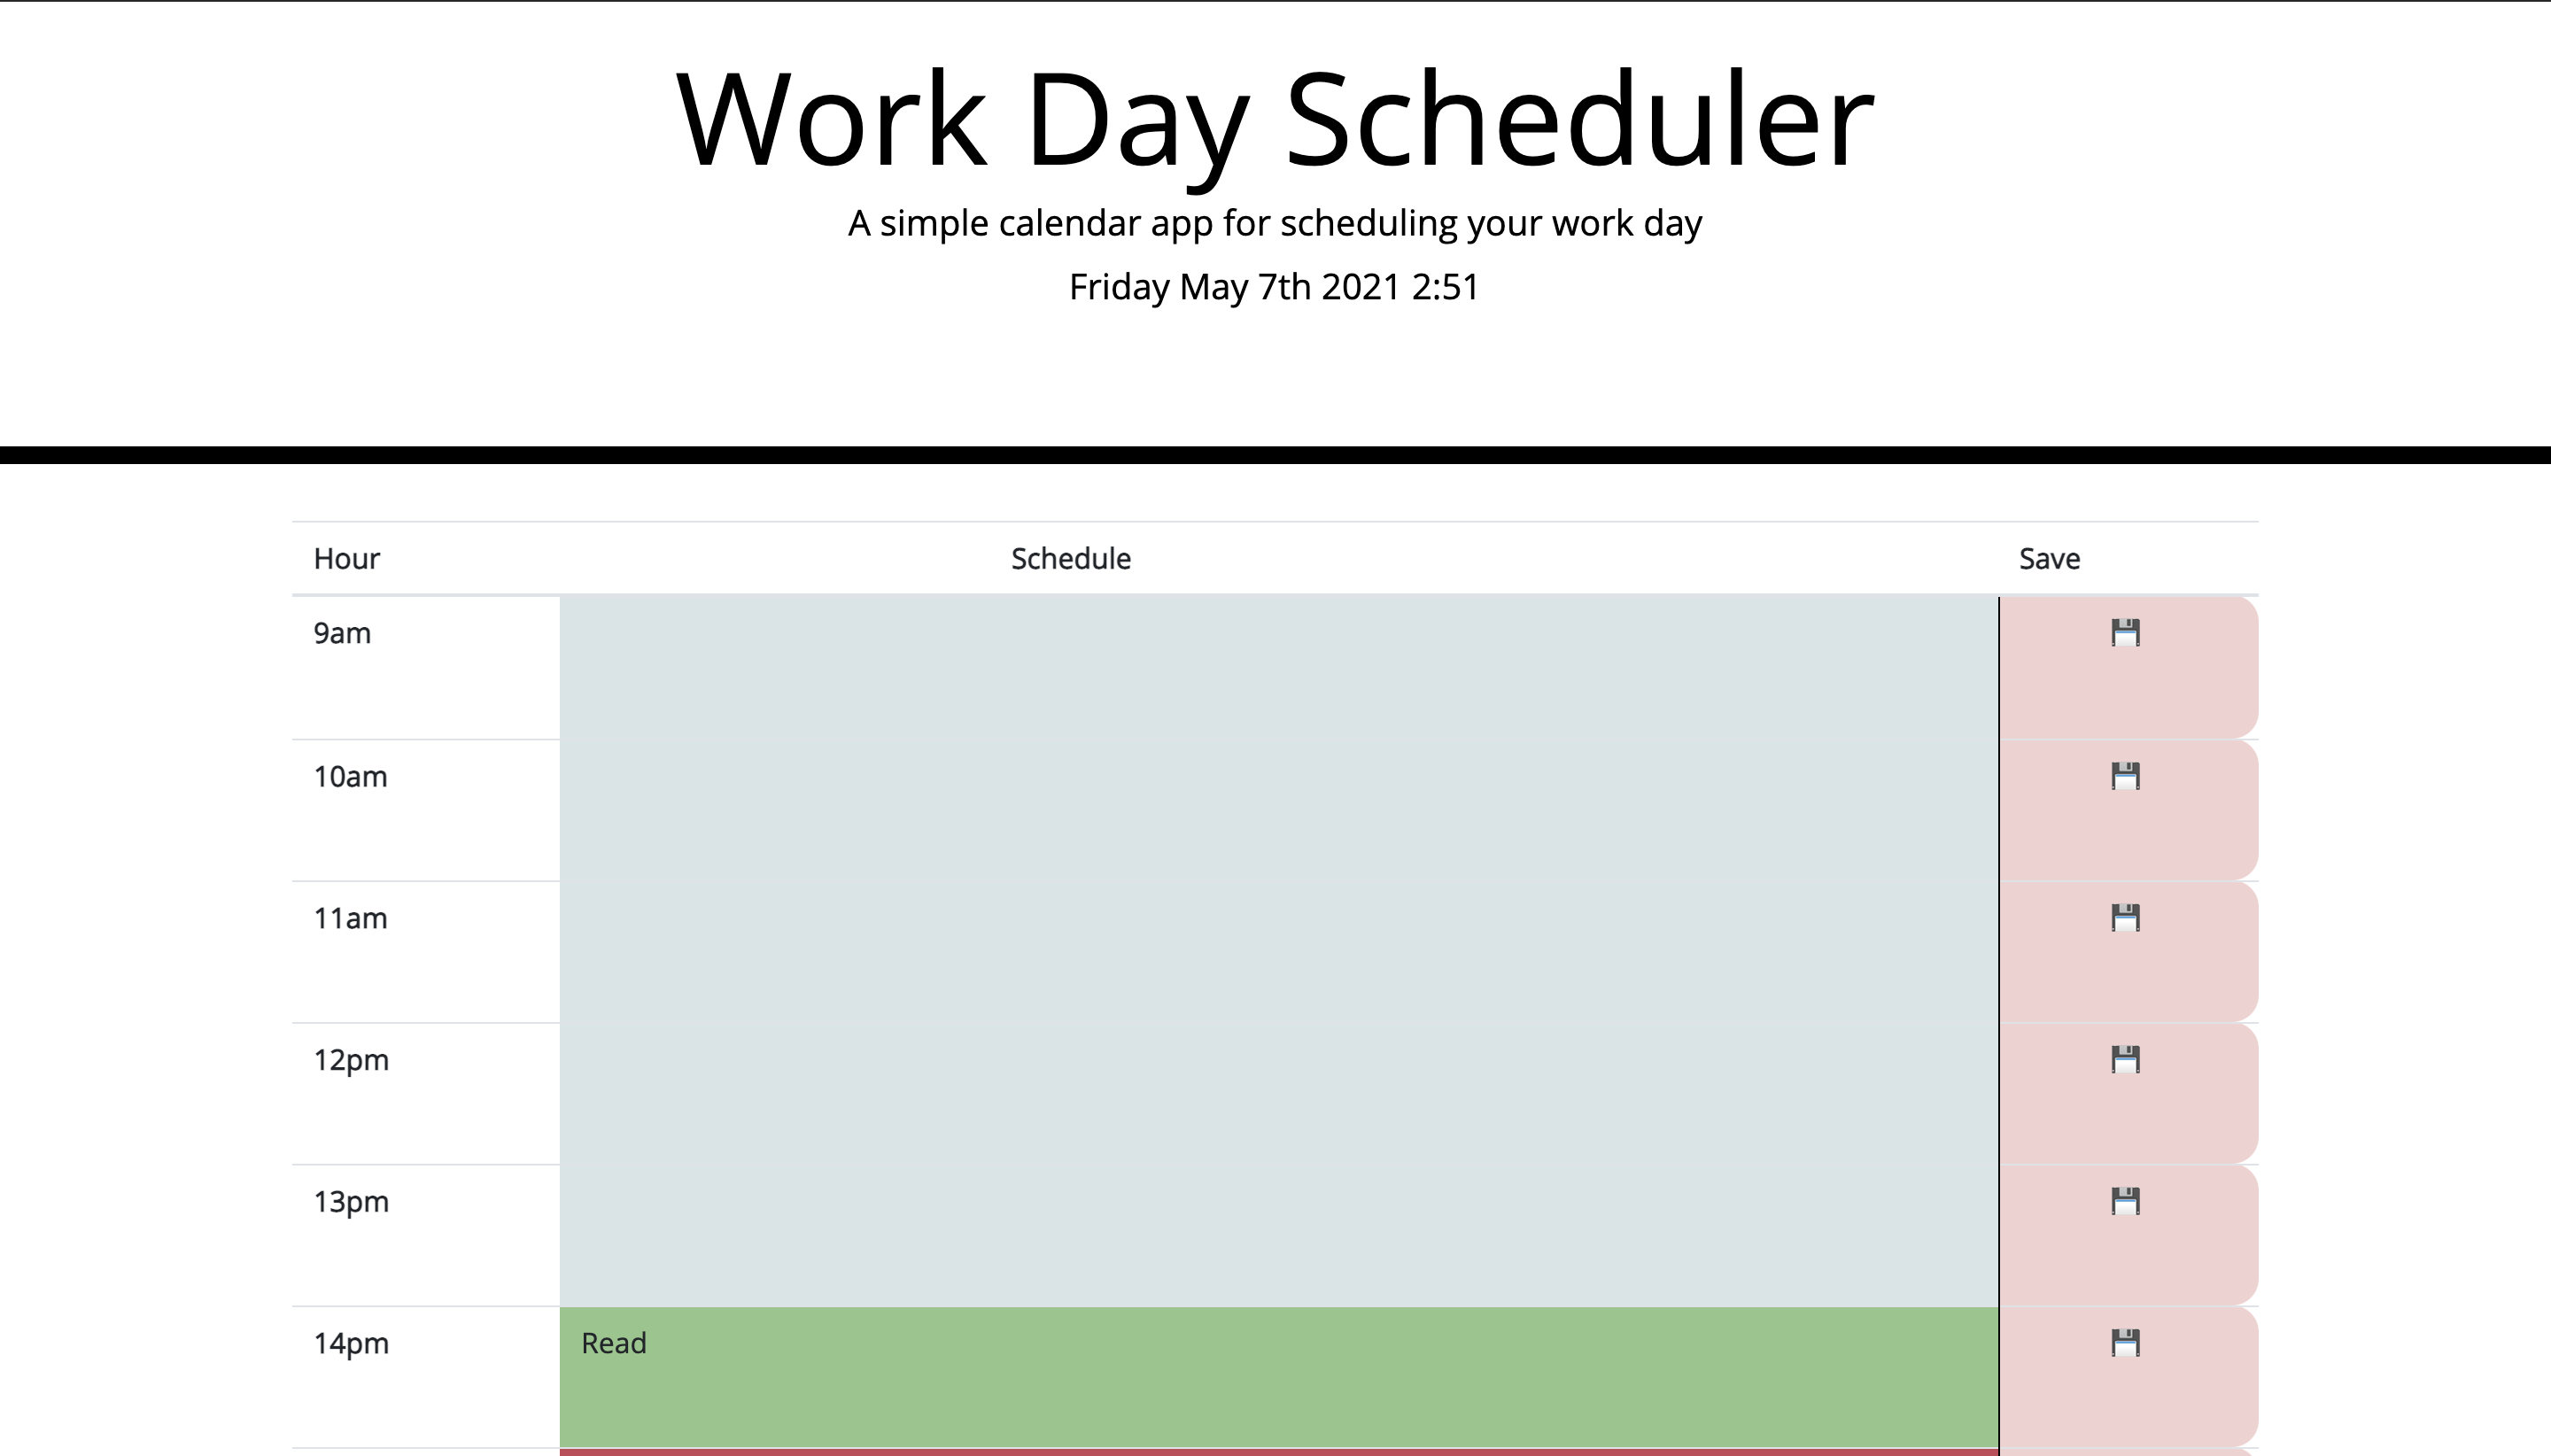 Work Day Scheduler
A simple calendar app for scheduling your work day
Friday May 7th 2021 2:51
Hour Schedule Save
9am
10am
11am
12pm
13pm
14pm Read